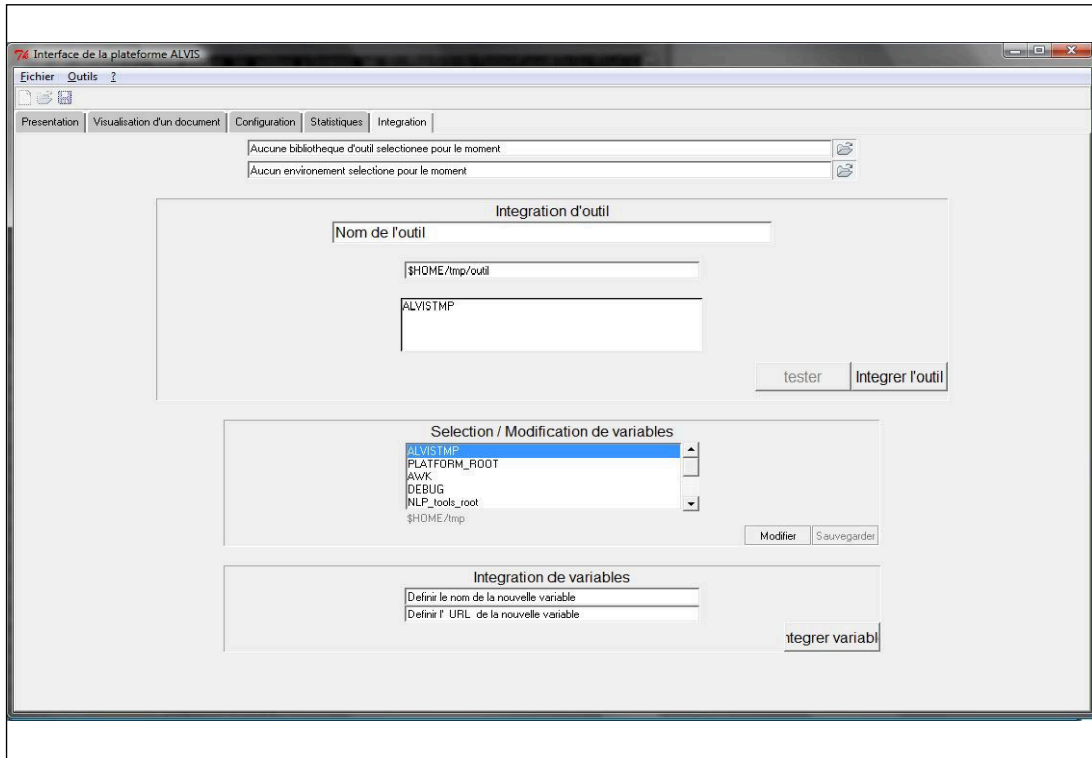 Interface de la plateforme ALVIS
Fichier Outils ?
Presentation Visualisation d'un document Configuration Statistiques Integration
Aucune bibliotheque d'outil selectionee pour le moment
Aucun environement selectione pour le moment
Integration d'outil
Nom de l'outil
$HOME/tmp/outil
ALVISTMP
tester Integrer l'outil
Selection / Modification de variables
ALVISTMP
PLATFORM_ROOT
AWK
DEBUG
NLP_tools_root
$HOME/tmp
Modifier Sauvegarder
Integration de variables
Definir le nom de la nouvelle variable
Definir l' URL de la nouvelle variable
ntegrer variabl